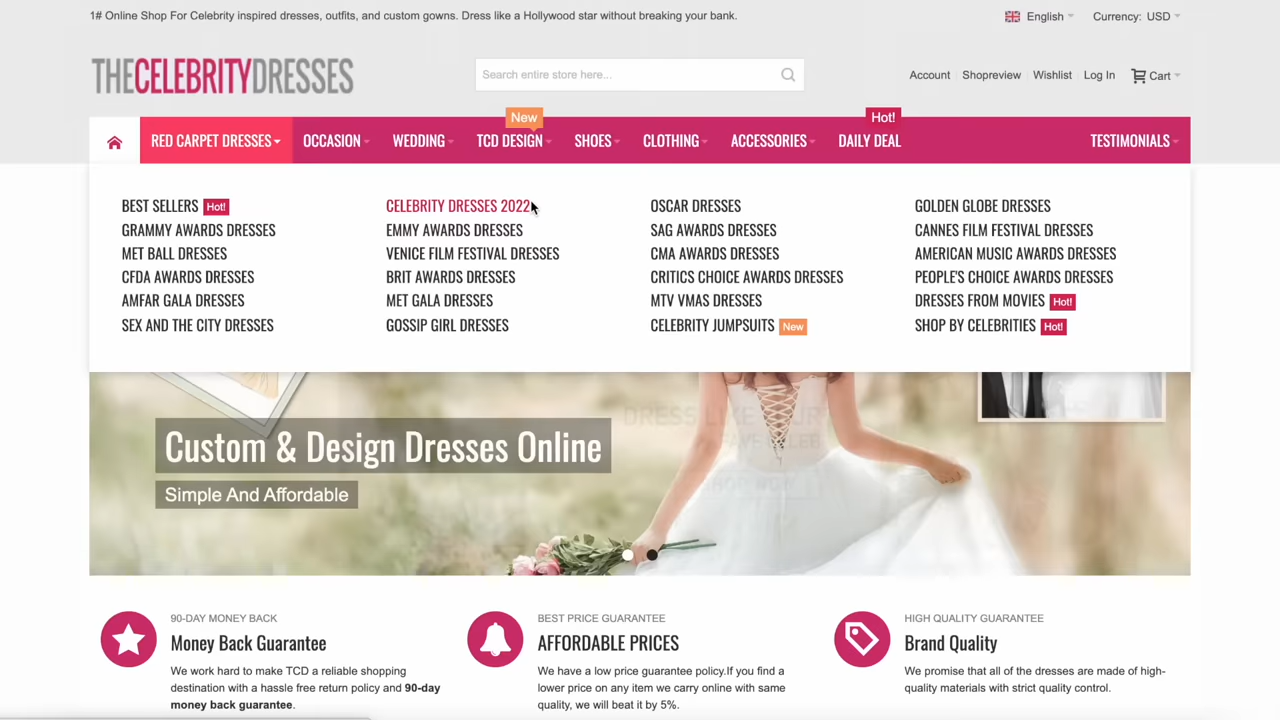 1# Online Shop For Celebrity inspired dresses, outfits, and custom gowns. Dress like a Hollywood star without breaking your bank.
English
Currency: USD
THECELEBRITYDRESSES
Search entire store here...
Account
Shopreview
Wishlist
Log In
Cart
New
Hot!
RED CARPET DRESSES
OCCASION
WEDDING
TCD DESIGN
SHOES
CLOTHING
ACCESSORIES
DAILY DEAL
TESTIMONIALS
BEST SELLERS Hot!
CELEBRITY DRESSES 2022
OSCAR DRESSES
GOLDEN GLOBE DRESSES
GRAMMY AWARDS DRESSES
EMMY AWARDS DRESSES
SAG AWARDS DRESSES
CANNES FILM FESTIVAL DRESSES
MET BALL DRESSES
VENICE FILM FESTIVAL DRESSES
CMA AWARDS DRESSES
AMERICAN MUSIC AWARDS DRESSES
CFDA AWARDS DRESSES
BRIT AWARDS DRESSES
CRITICS CHOICE AWARDS DRESSES
PEOPLE'S CHOICE AWARDS DRESSES
AMFAR GALA DRESSES
MET GALA DRESSES
MTV VMAS DRESSES
DRESSES FROM MOVIES Hot!
SEX AND THE CITY DRESSES
GOSSIP GIRL DRESSES
CELEBRITY JUMPSUITS New
SHOP BY CELEBRITIES Hot!
DRESS LIKE
Custom & Design Dresses Online
Simple And Affordable
SHOP NOW
90-DAY MONEY BACK
Money Back Guarantee
We work hard to make TCD a reliable shopping
destination with a hassle free return policy and 90-day
money back guarantee.
BEST PRICE GUARANTEE
AFFORDABLE PRICES
We have a low price guarantee policy.If you find a
lower price on any item we carry online with same
quality, we will beat it by 5%.
HIGH QUALITY GUARANTEE
Brand Quality
We promise that all of the dresses are made of high-
quality materials with strict quality control.